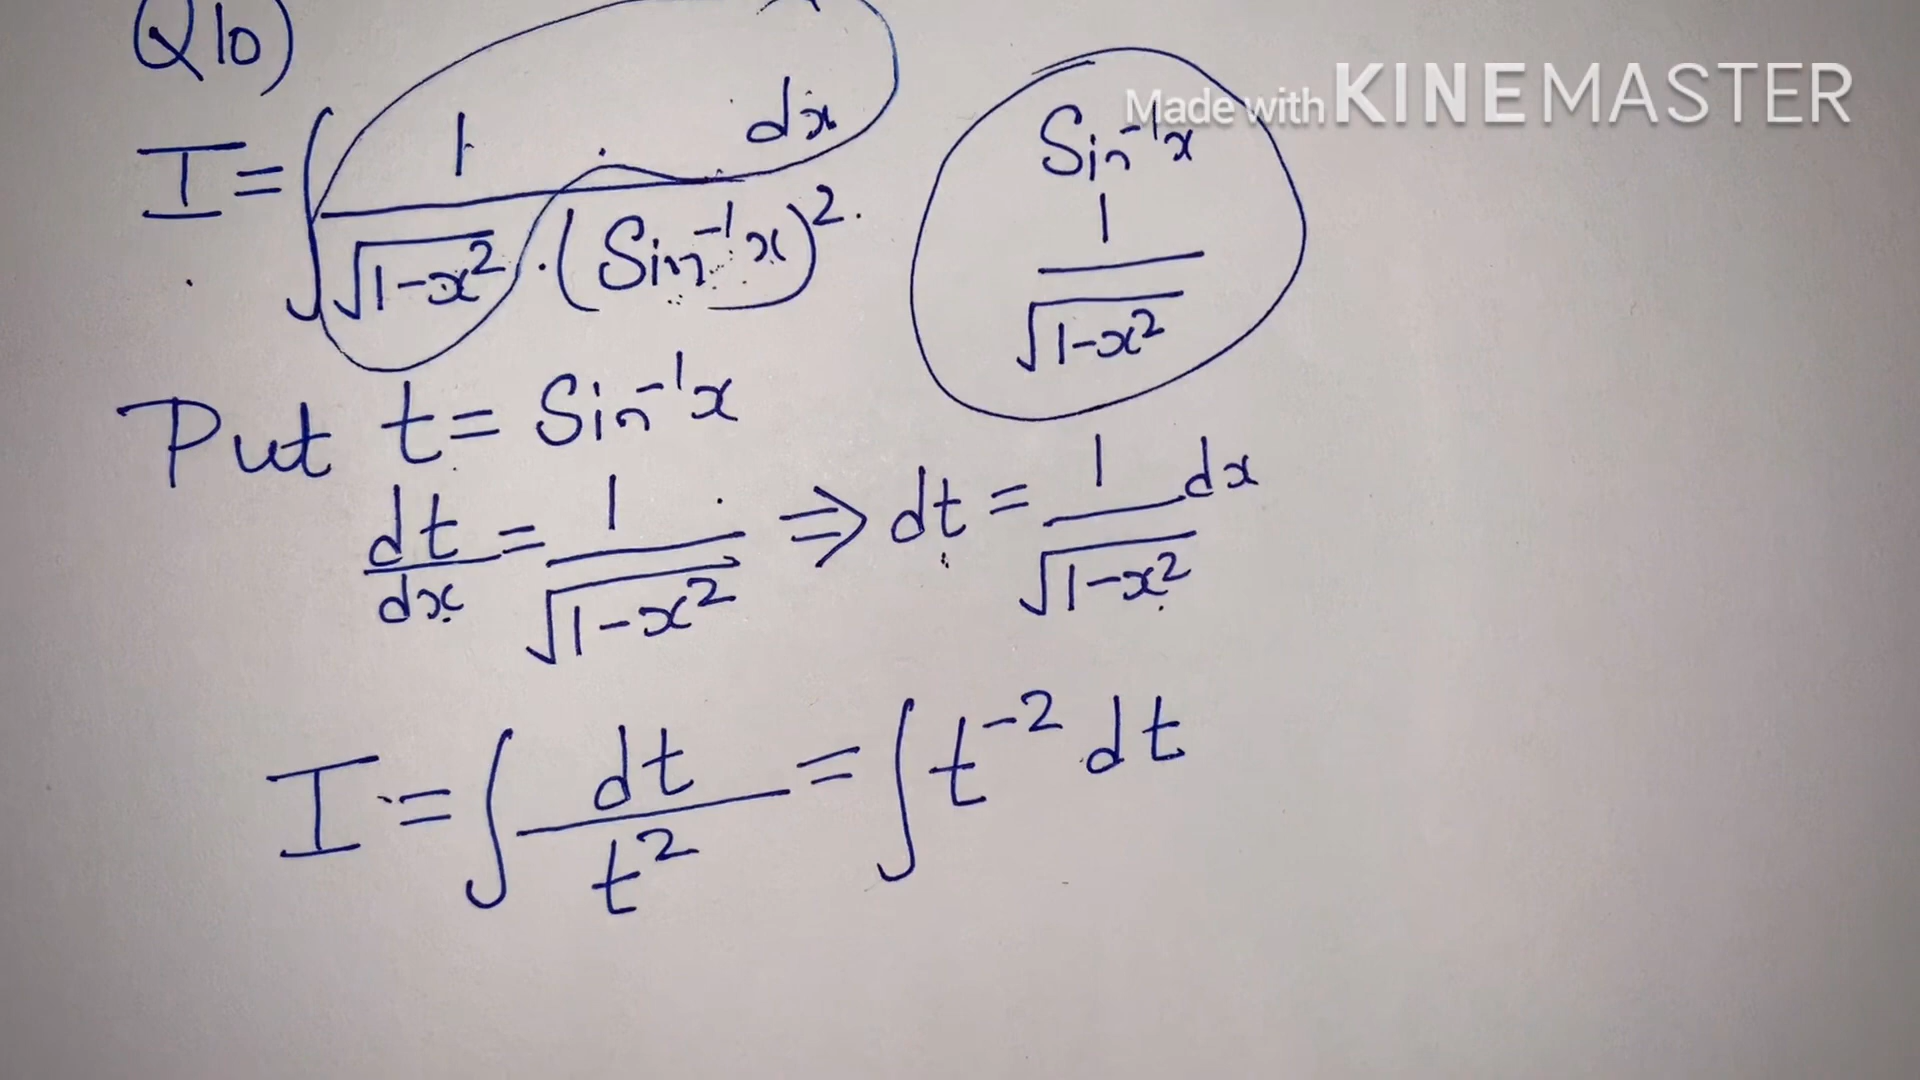 Q10)
I = ∫ 1 dx / √1-x² . (Sin⁻¹x)².
Sin⁻¹x
1 / √1-x²
Made with KINEMASTER
Put t = Sin⁻¹x
dt/dx = 1/√1-x² ⇒ dt = 1/√1-x² dx
I = ∫ dt/t² = ∫ t⁻² dt